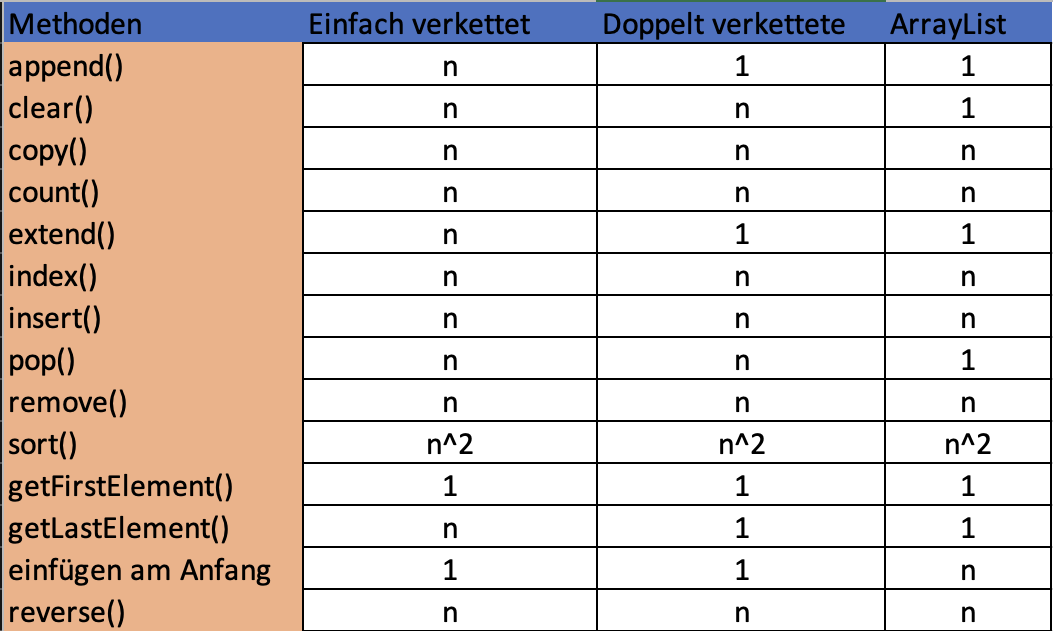 Methoden Einfach verkettet Doppelt verkettete ArrayList
append() n 1 1
clear() n n 1
copy() n n n
count() n n n
extend() n 1 1
index() n n n
insert() n n n
pop() n n 1
remove() n n n
sort() n^2 n^2 n^2
getFirstElement() 1 1 1
getLastElement() n 1 1
einfügen am Anfang 1 1 n
reverse() n n n